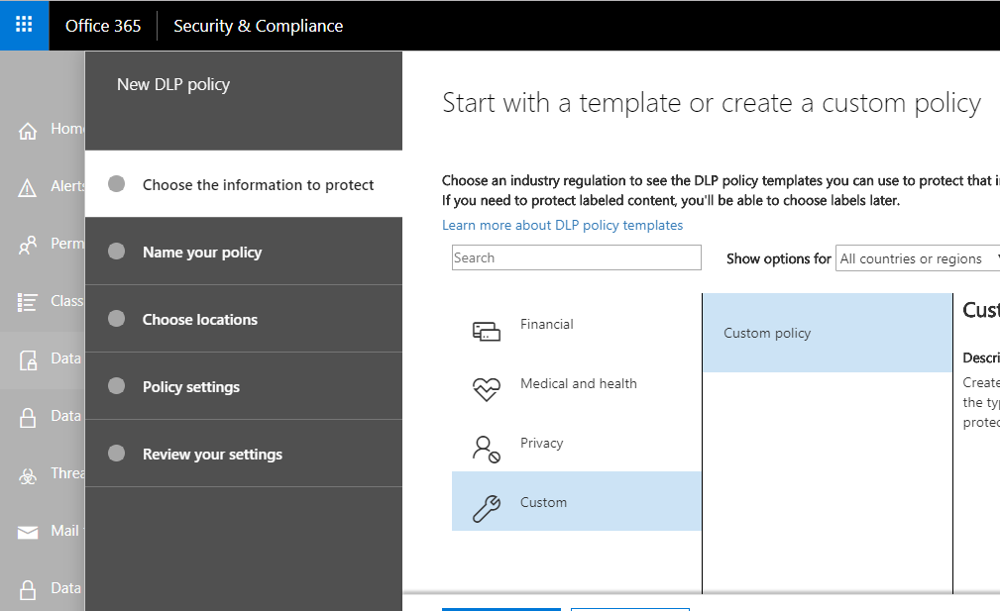 Office 365
Security & Compliance
New DLP policy
Home
Alerts
Perm
Class
Data
Data
Threa
Mail
Data
Choose the information to protect
Name your policy
Choose locations
Policy settings
Review your settings
Start with a template or create a custom policy
Choose an industry regulation to see the DLP policy templates you can use to protect that i
If you need to protect labeled content, you'll be able to choose labels later.
Learn more about DLP policy templates
Search
Show options for
All countries or regions
Financial
Medical and health
Privacy
Custom
Custom policy
Cust
Descri
Create
the ty
protec